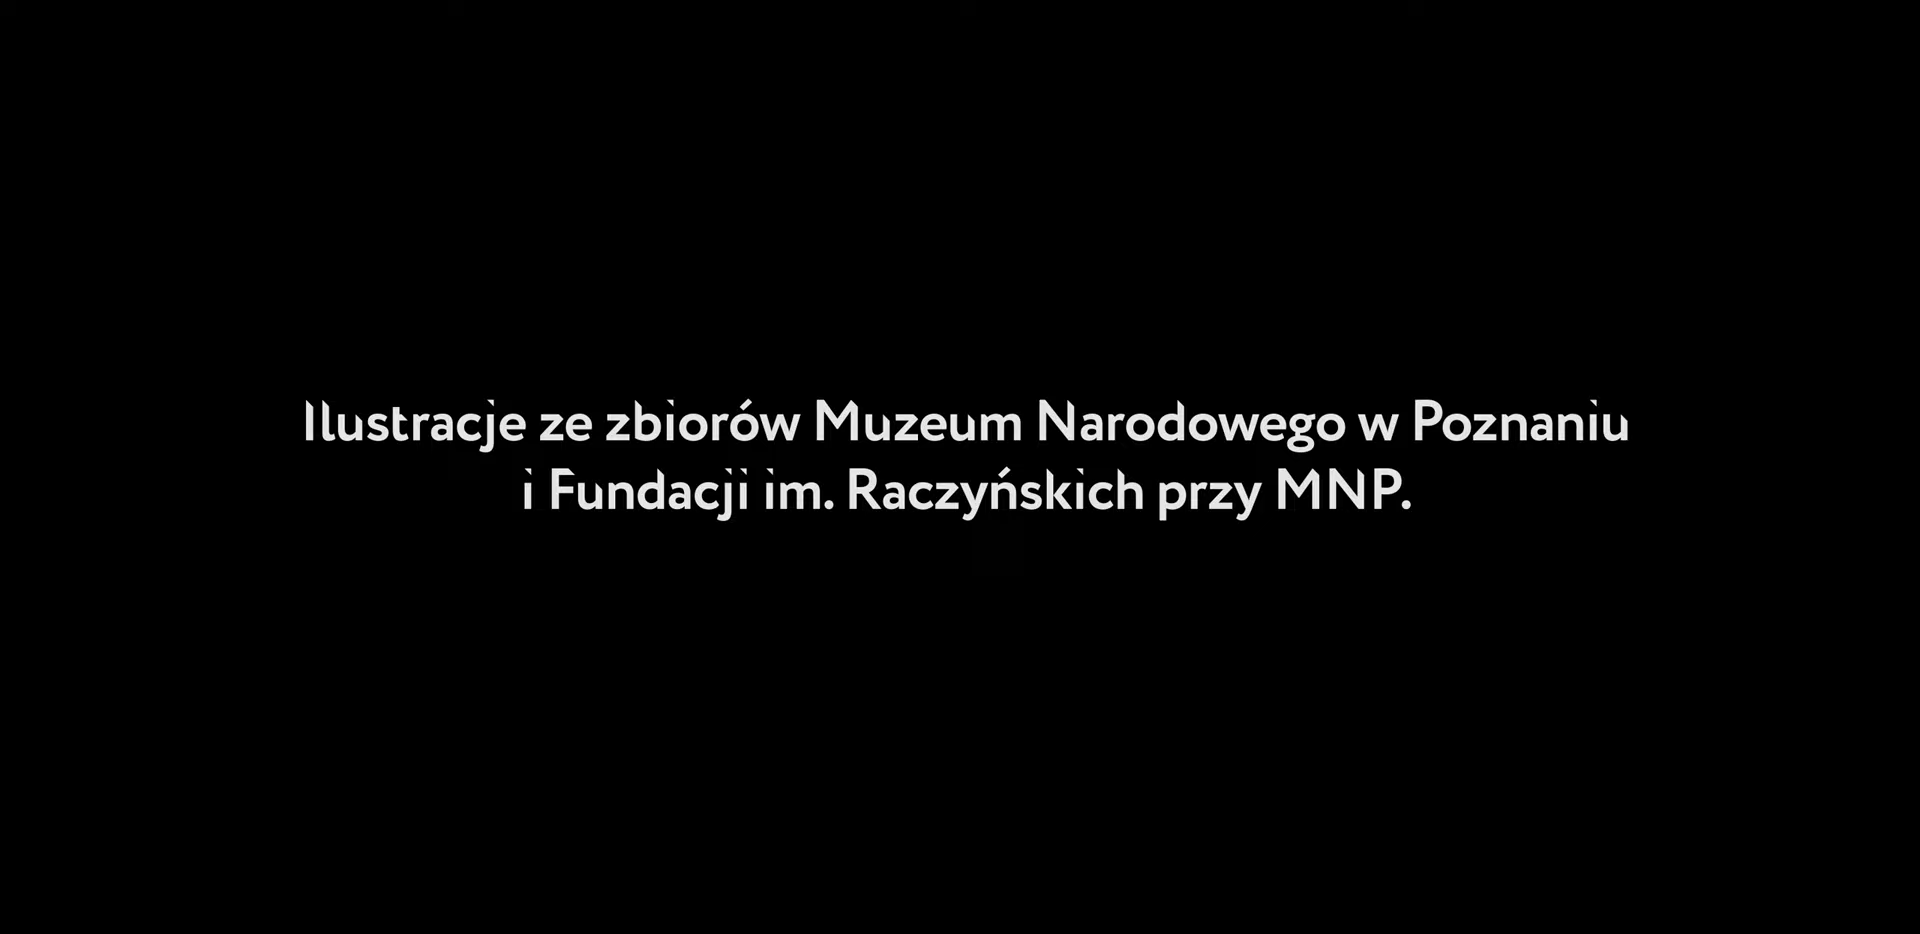 Ilustracje ze zbiorów Muzeum Narodowego w Poznaniu
i Fundacji im. Raczyńskich przy MNP.